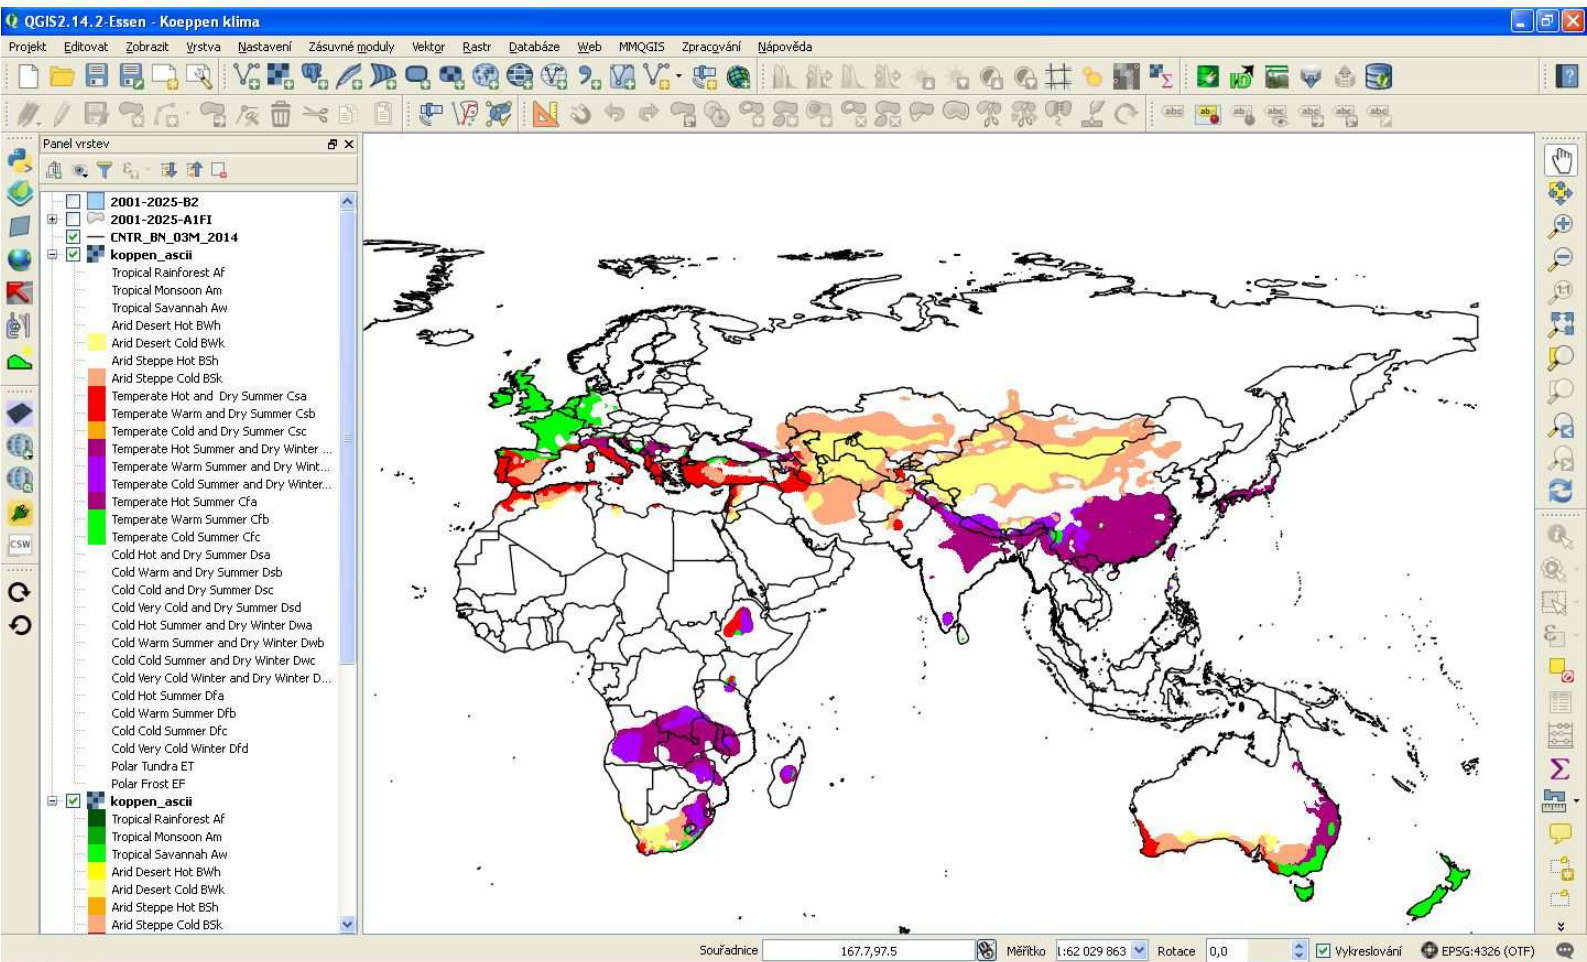 QGIS2.14.2-Essen - Koeppen klima
Projekt Editovat Zobrazit Vrstva Nastavení Zásuvné moduly Vektor Rastr Databáze Web MMQGIS Zpracování Nápověda
Panel vrstev
2001-2025-B2
2001-2025-A1FI
CNTR_BN_03M_2014
koppen_ascii
Tropical Rainforest Af
Tropical Monsoon Am
Tropical Savannah Aw
Arid Desert Hot BWh
Arid Desert Cold BWk
Arid Steppe Hot BSh
Arid Steppe Cold BSk
Temperate Hot and Dry Summer Csa
Temperate Warm and Dry Summer Csb
Temperate Cold and Dry Summer Csc
Temperate Hot Summer and Dry Winter ...
Temperate Warm Summer and Dry Wint...
Temperate Cold Summer and Dry Winter...
Temperate Hot Summer Cfa
Temperate Warm Summer Cfb
Temperate Cold Summer Cfc
Cold Hot and Dry Summer Dsa
Cold Warm and Dry Summer Dsb
Cold Cold and Dry Summer Dsc
Cold Very Cold and Dry Summer Dsd
Cold Hot Summer and Dry Winter Dwa
Cold Warm Summer and Dry Winter Dwb
Cold Cold Summer and Dry Winter Dwc
Cold Very Cold Winter and Dry Winter D...
Cold Hot Summer Dfa
Cold Warm Summer Dfb
Cold Cold Summer Dfc
Cold Very Cold Winter Dfd
Polar Tundra ET
Polar Frost EF
koppen_ascii
Tropical Rainforest Af
Tropical Monsoon Am
Tropical Savannah Aw
Arid Desert Hot BWh
Arid Desert Cold BWk
Arid Steppe Hot BSh
Arid Steppe Cold BSk
CSW
Souřadnice 167.7,97.5 Měřítko 1:62 029 863 Rotace 0,0 Vykreslování EPSG:4326 (OTF)